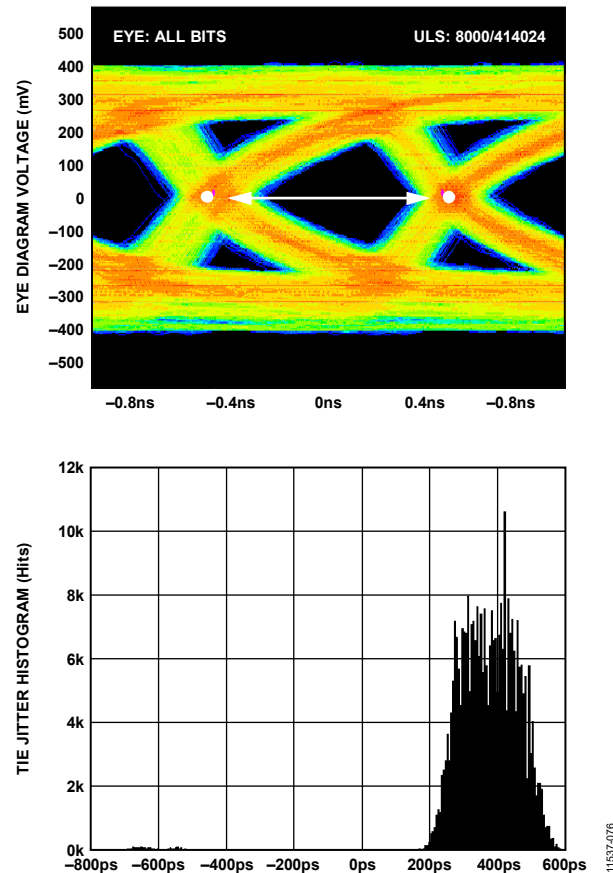 EYE: ALL BITS
ULS: 8000/414024
EYE DIAGRAM VOLTAGE (mV)
500
400
300
200
100
0
–100
–200
–300
–400
–500
–0.8ns
–0.4ns
0ns
0.4ns
–0.8ns
TIE JITTER HISTOGRAM (Hits)
12k
10k
8k
6k
4k
2k
0k
–800ps
–600ps
–400ps
–200ps
0ps
200ps
400ps
600ps
11537-076